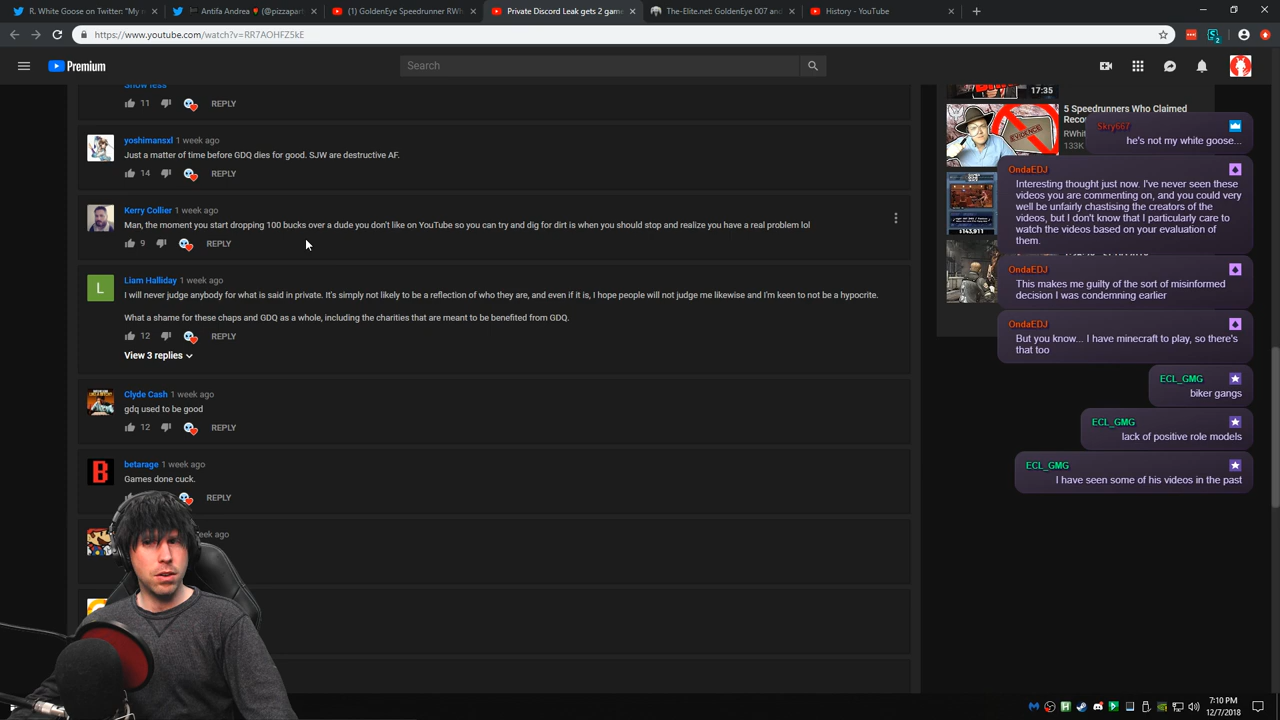 R. White Goose on Twitter: "My n
Antifa Andrea
(@pizzaparty
(1) GoldenEye Speedrunner RWh
Private Discord Leak gets 2 game
The-Elite.net: GoldenEye 007 and
History - YouTube
https://www.youtube.com/watch?v=RR7AOHFZ5kE
Premium
Search
Show less
11
REPLY
yoshimansxl 1 week ago
Just a matter of time before GDQ dies for good. SJW are destructive AF.
14
REPLY
Kerry Collier 1 week ago
Man, the moment you start dropping 100 bucks over a dude you don't like on YouTube so you can try and dig for dirt is when you should stop and realize you have a real problem lol
9
REPLY
Liam Halliday 1 week ago
I will never judge anybody for what is said in private. It's simply not likely to be a reflection of who they are, and even if it is, I hope people will not judge me likewise and I'm keen to not be a hypocrite.
What a shame for these chaps and GDQ as a whole, including the charities that are meant to be benefited from GDQ.
12
REPLY
View 3 replies
Clyde Cash 1 week ago
gdq used to be good
12
REPLY
betarage 1 week ago
Games done cuck.
REPLY
week ago
17:35
5 Speedrunners Who Claimed
Reco
RWhit
133K
Skry667
he's not my white goose...
OndaEDJ
Interesting thought just now. I've never seen these
videos you are commenting on, and you could very
well be unfairly chastising the creators of the
videos, but I don't know that I particularly care to
watch the videos based on your evaluation of
them.
OndaEDJ
This makes me guilty of the sort of misinformed
decision I was condemning earlier
OndaEDJ
But you know... I have minecraft to play, so there's
that too
ECL_GMG
biker gangs
ECL_GMG
lack of positive role models
ECL_GMG
I have seen some of his videos in the past
7:10 PM
12/7/2018